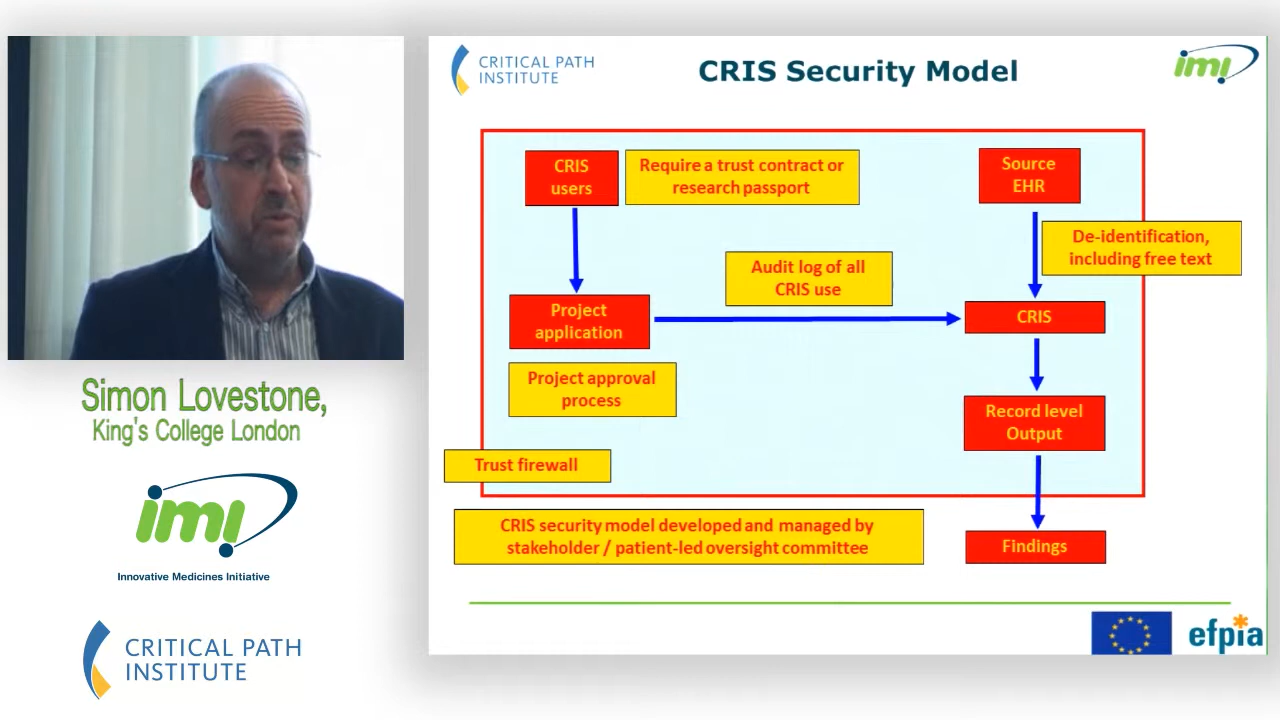 Simon Lovestone,
King's College London
imi
Innovative Medicines Initiative
CRITICAL PATH
INSTITUTE
CRITICAL PATH
INSTITUTE
CRIS Security Model
imi
CRIS
users
Require a trust contract or
research passport
Source
EHR
De-identification,
including free text
Audit log of all
CRIS use
Project
application
CRIS
Project approval
process
Record level
Output
Trust firewall
CRIS security model developed and managed by
stakeholder / patient-led oversight committee
Findings
efpia